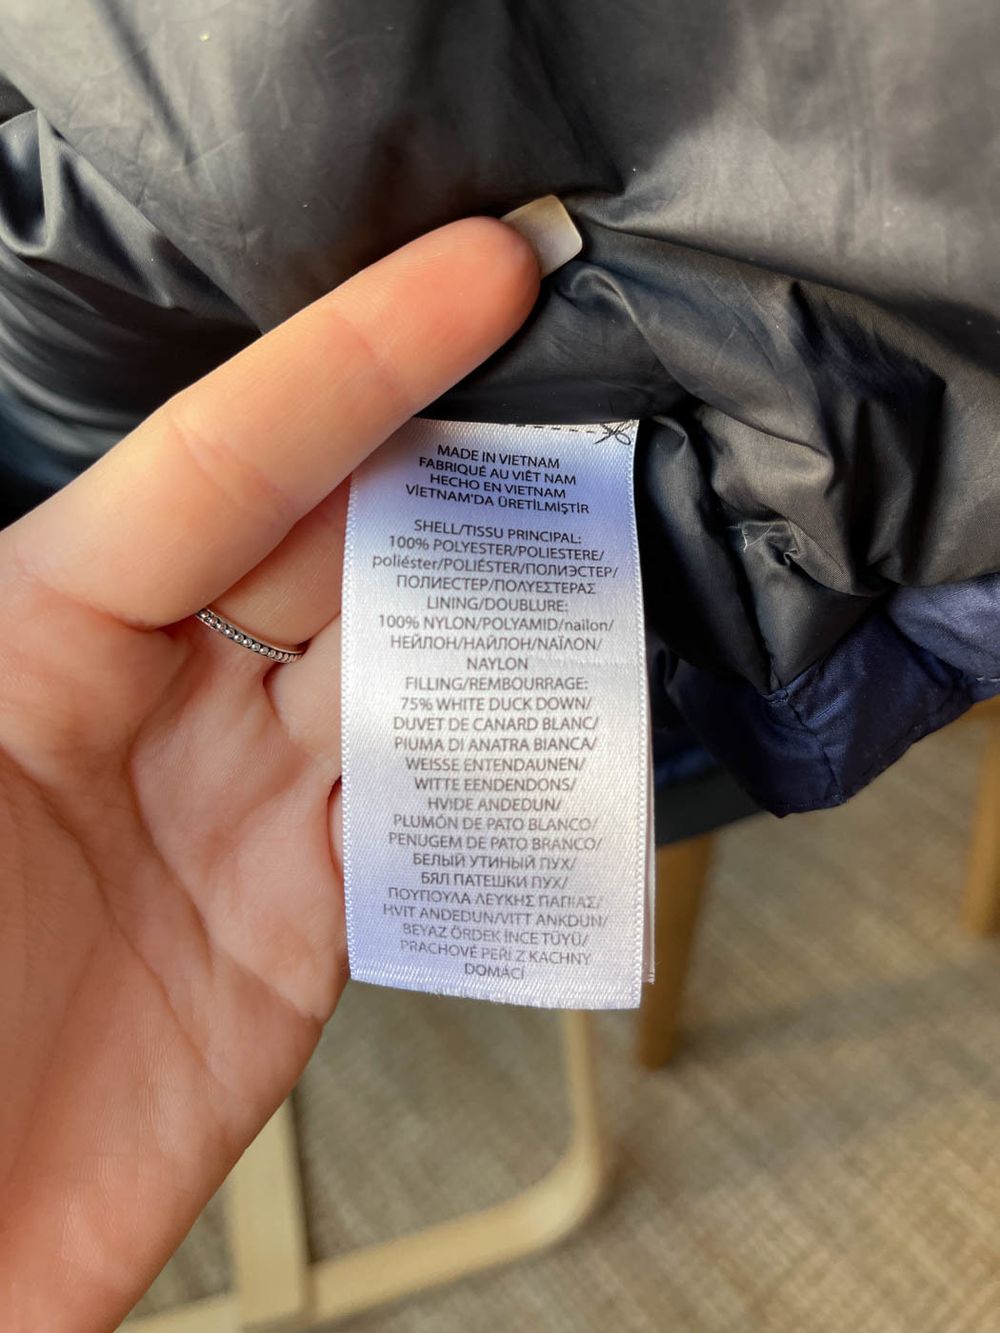 MADE IN VIETNAM
FABRIQUÉ AU VIÊT NAM
HECHO EN VIETNAM
VİETNAM'DA ÜRETİLMİŞTİR
SHELL/TISSU PRINCIPAL:
100% POLYESTER/POLIESTERE/
poliéster/POLIÉSTER/ПОЛИЭСТЕР/
ПОЛИЕСТЕР/ΠΟΛΥΕΣΤΕΡΑΣ
LINING/DOUBLURE:
100% NYLON/POLYAMID/nailon/
НЕЙЛОН/НАЙЛОН/ΝΑΪΛΟΝ/
NAYLON
FILLING/REMBOURRAGE:
75% WHITE DUCK DOWN/
DUVET DE CANARD BLANC/
PIUMA DI ANATRA BIANCA/
WEISSE ENTENDAUNEN/
WITTE EENDENDONS/
HVIDE ANDEDUN/
PLUMÓN DE PATO BLANCO/
PENUGEM DE PATO BRANCO/
БЕЛЫЙ УТИНЫЙ ПУХ/
БЯЛ ПАТЕШКИ ПУХ/
ΠΟΥΠΟΥΛΑ ΛΕΥΚΗΣ ΠΑΠΙΑΣ/
HVIT ANDEDUN/VITT ANKDUN/
BEYAZ ÖRDEK İNCE TÜYÜ/
PRACHOVÉ PEŘÍ Z KACHNY
DOMÁCÍ